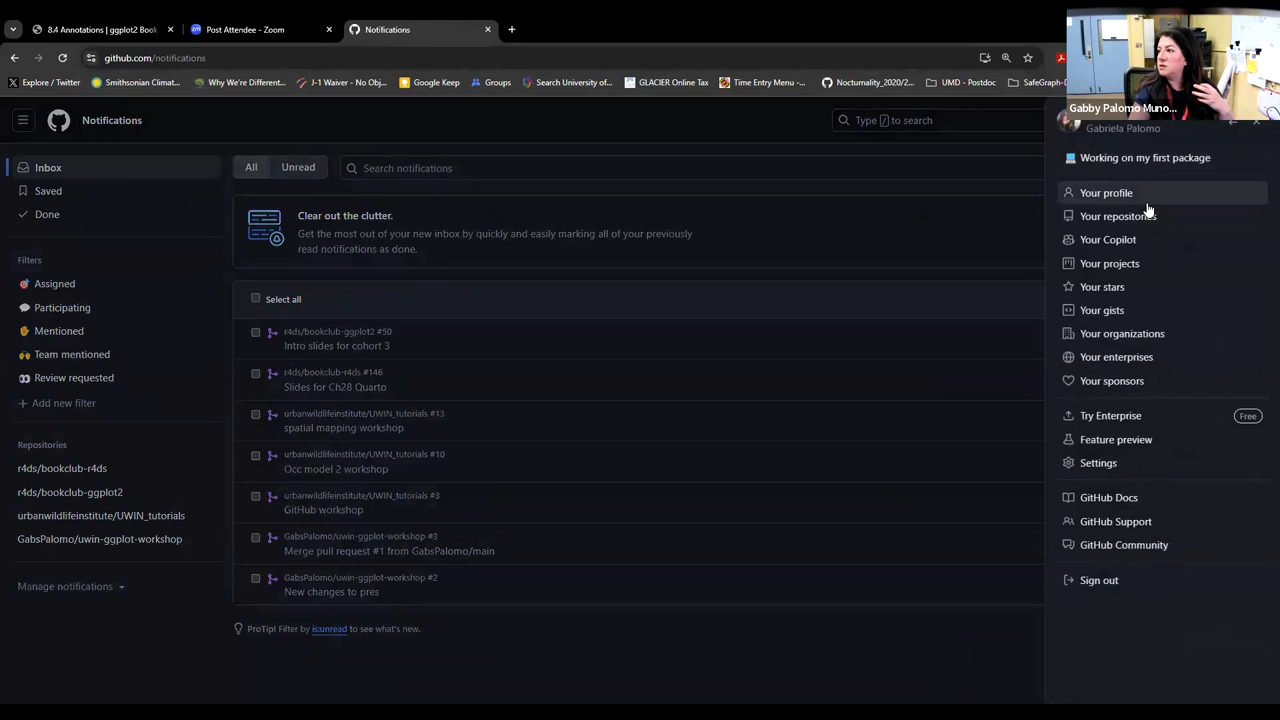 8.4 Annotations | ggplot2 Book
Post Attendee - Zoom
Notifications
github.com/notifications
Explore / Twitter
Smithsonian Climat...
Why We're Different...
J-1 Waiver - No Obj...
Google Keep
Groups
Search | University of...
GLACIER Online Tax
Time Entry Menu -...
Nocturnality_2020/2...
UMD - Postdoc
SafeGraph-D
Gabby Palomo Muno...
Notifications
Type / to search
Gabriela Palomo
Working on my first package
Inbox
Saved
Done
Filters
Assigned
Participating
Mentioned
Team mentioned
Review requested
Add new filter
Repositories
r4ds/bookclub-r4ds
r4ds/bookclub-ggplot2
urbanwildlifeinstitute/UWIN_tutorials
GabsPalomo/uwin-ggplot-workshop
Manage notifications
All
Unread
Search notifications
Clear out the clutter.
Get the most out of your new inbox by quickly and easily marking all of your previously
read notifications as done.
Select all
r4ds/bookclub-ggplot2 #50
Intro slides for cohort 3
r4ds/bookclub-r4ds #146
Slides for Ch28 Quarto
urbanwildlifeinstitute/UWIN_tutorials #13
spatial mapping workshop
urbanwildlifeinstitute/UWIN_tutorials #10
Occ model 2 workshop
urbanwildlifeinstitute/UWIN_tutorials #3
GitHub workshop
GabsPalomo/uwin-ggplot-workshop #3
Merge pull request #1 from GabsPalomo/main
GabsPalomo/uwin-ggplot-workshop #2
New changes to pres
ProTip! Filter by is:unread to see what's new.
Your profile
Your repositories
Your Copilot
Your projects
Your stars
Your gists
Your organizations
Your enterprises
Your sponsors
Try Enterprise
Free
Feature preview
Settings
GitHub Docs
GitHub Support
GitHub Community
Sign out